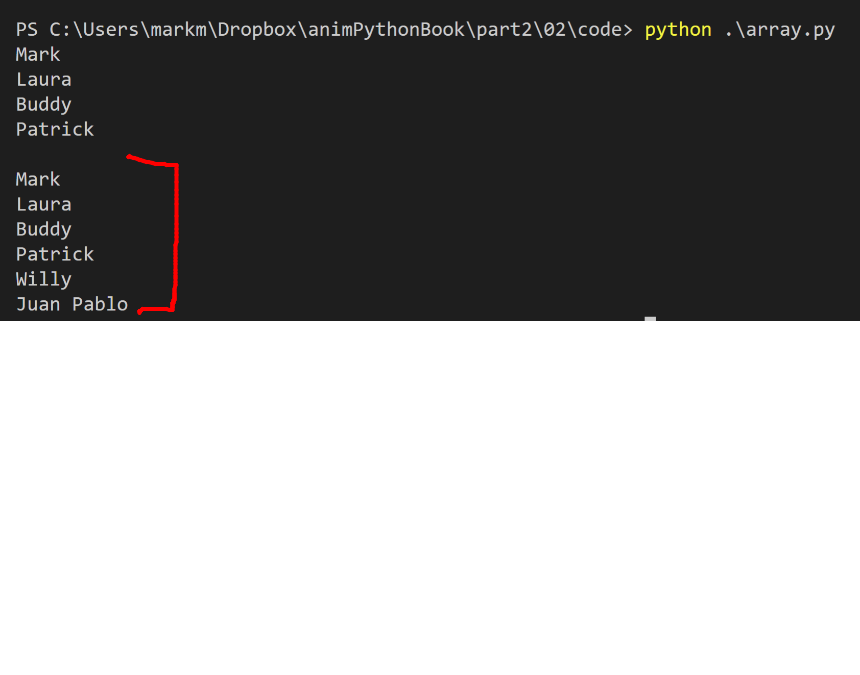 PS C:\Users\markm\Dropbox\animPythonBook\part2\02\code> python .\array.py
Mark
Laura
Buddy
Patrick
Mark
Laura
Buddy
Patrick
Willy
Juan Pablo